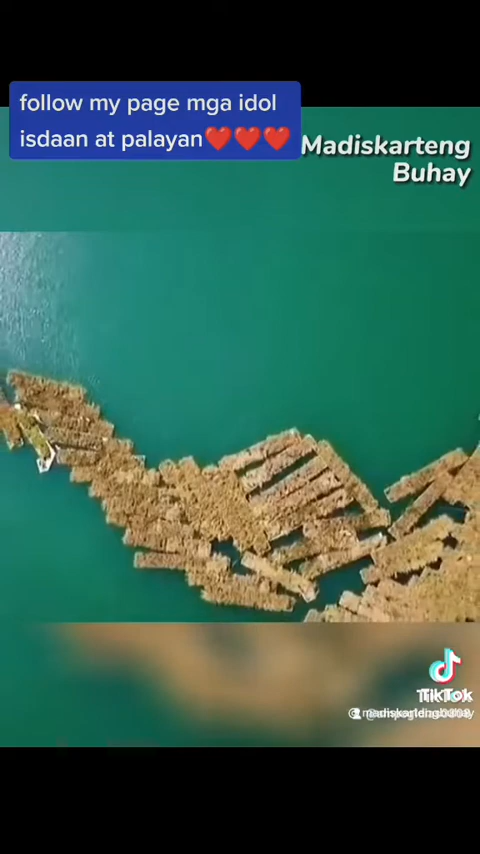 follow my page mga idol
isdaan at palayan❤️❤️❤️
Madiskarteng
Buhay
TikTok